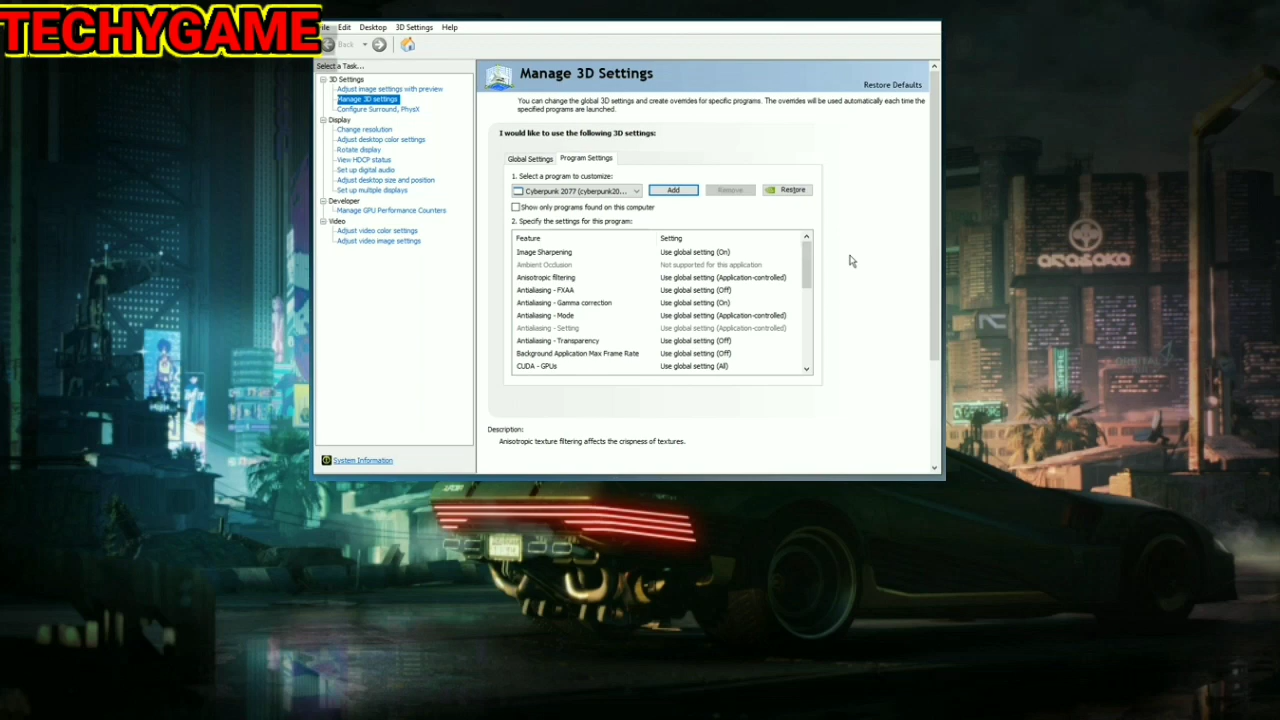 TECHYGAME
ile Edit Desktop 3D Settings Help
Back
Select a Task...
3D Settings
Adjust image settings with preview
Manage 3D settings
Configure Surround, PhysX
Display
Change resolution
Adjust desktop color settings
Rotate display
View HDCP status
Set up digital audio
Adjust desktop size and position
Set up multiple displays
Developer
Manage GPU Performance Counters
Video
Adjust video color settings
Adjust video image settings
System Information
Manage 3D Settings
Restore Defaults
You can change the global 3D settings and create overrides for specific programs. The overrides will be used automatically each time the
specified programs are launched.
I would like to use the following 3D settings:
Global Settings Program Settings
1. Select a program to customize:
Cyberpunk 2077 (cyberpunk20... Add Remove Restore
Show only programs found on this computer
2. Specify the settings for this program:
Feature Setting
Image Sharpening Use global setting (On)
Ambient Occlusion Not supported for this application
Anisotropic filtering Use global setting (Application-controlled)
Antialiasing - FXAA Use global setting (Off)
Antialiasing - Gamma correction Use global setting (On)
Antialiasing - Mode Use global setting (Application-controlled)
Antialiasing - Setting Use global setting (Application-controlled)
Antialiasing - Transparency Use global setting (Off)
Background Application Max Frame Rate Use global setting (Off)
CUDA - GPUs Use global setting (All)
Description:
Anisotropic texture filtering affects the crispness of textures.
arasaka
ORBITAL